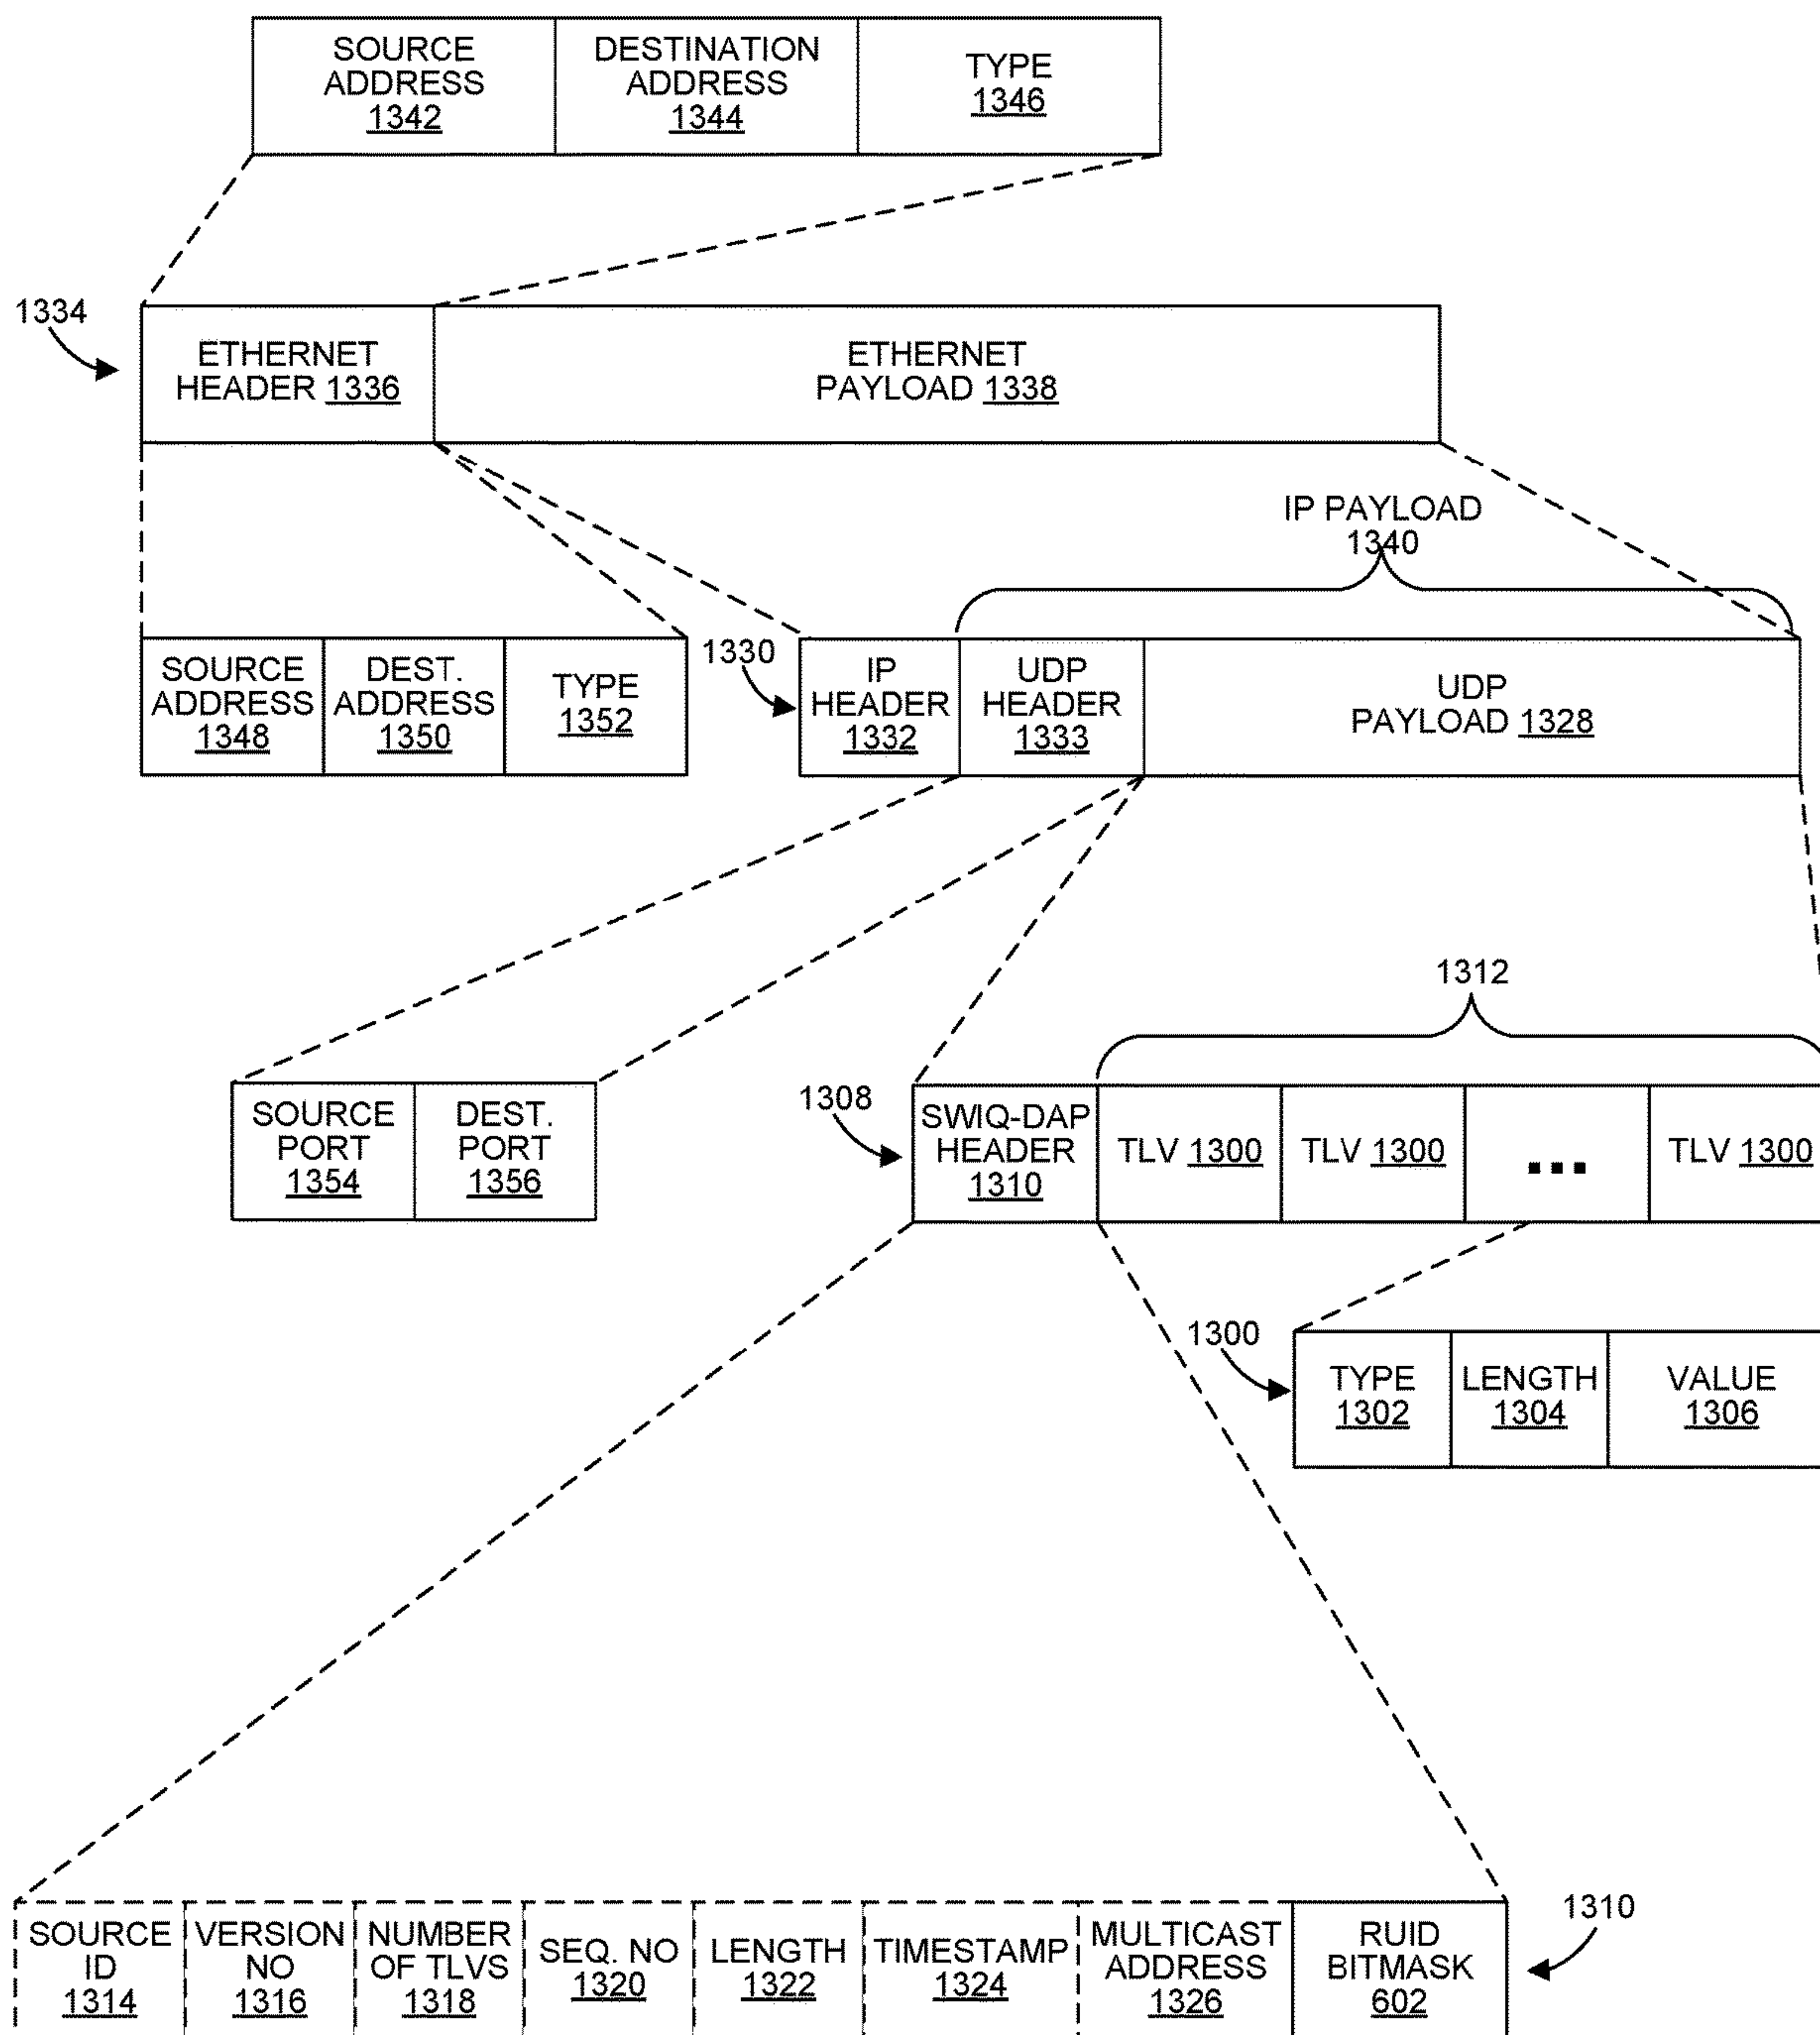 SOURCE
ADDRESS
1342
DESTINATION
ADDRESS
1344
TYPE
1346
1334
ETHERNET
HEADER 1336
ETHERNET
PAYLOAD 1338
IP PAYLOAD
1340
SOURCE
ADDRESS
1348
DEST.
ADDRESS
1350
TYPE
1352
1330
IP
HEADER
1332
UDP
HEADER
1333
UDP
PAYLOAD 1328
1312
SOURCE
PORT
1354
DEST.
PORT
1356
1308
SWIQ-DAP
HEADER
1310
TLV 1300
TLV 1300
...
TLV 1300
1300
TYPE
1302
LENGTH
1304
VALUE
1306
SOURCE
ID
1314
VERSION
NO
1316
NUMBER
OF TLVS
1318
SEQ. NO
1320
LENGTH
1322
TIMESTAMP
1324
MULTICAST
ADDRESS
1326
RUID
BITMASK
602
1310